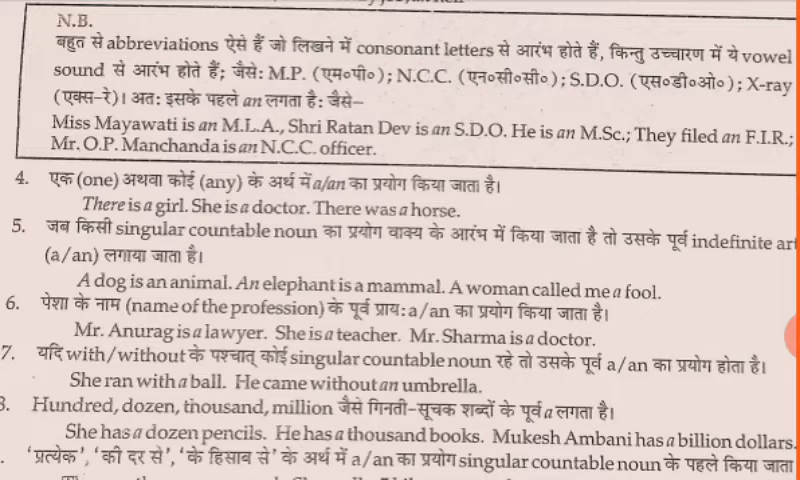 N.B.
बहुत से abbreviations ऐसे हैं जो लिखने में consonant letters से आरंभ होते हैं, किन्तु उच्चारण में ये vowel
sound से आरंभ होते हैं; जैसे: M.P. (एम०पी०); N.C.C. (एन०सी०सी०); S.D.O. (एस०डी०ओ०); X-ray
(एक्स-रे)। अत: इसके पहले an लगता है: जैसे–
Miss Mayawati is an M.L.A., Shri Ratan Dev is an S.D.O. He is an M.Sc.; They filed an F.I.R.;
Mr. O.P. Manchanda is an N.C.C. officer.
4. एक (one) अथवा कोई (any) के अर्थ में a/an का प्रयोग किया जाता है।
There is a girl. She is a doctor. There was a horse.
5. जब किसी singular countable noun का प्रयोग वाक्य के आरंभ में किया जाता है तो उसके पूर्व indefinite art
(a/an) लगाया जाता है।
A dog is an animal. An elephant is a mammal. A woman called me a fool.
6. पेशा के नाम (name of the profession) के पूर्व प्राय: a/an का प्रयोग किया जाता है।
Mr. Anurag is a lawyer. She is a teacher. Mr. Sharma is a doctor.
7. यदि with/without के पश्चात् कोई singular countable noun रहे तो उसके पूर्व a/an का प्रयोग होता है।
She ran with a ball. He came without an umbrella.
8. Hundred, dozen, thousand, million जैसे गिनती-सूचक शब्दों के पूर्व a लगता है।
She has a dozen pencils. He has a thousand books. Mukesh Ambani has a billion dollars.
. 'प्रत्येक', 'की दर से', 'के हिसाब से' के अर्थ में a/an का प्रयोग singular countable noun के पहले किया जाता